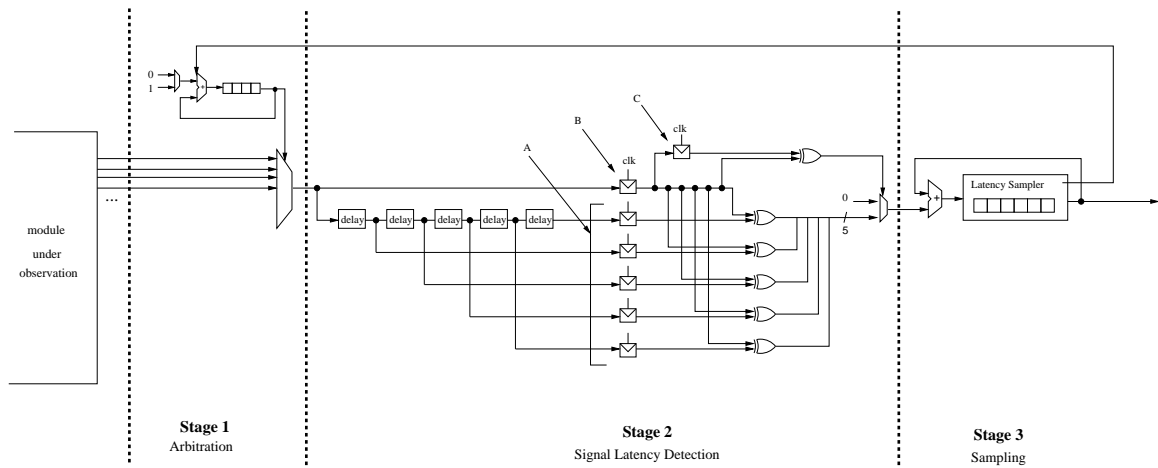 0
1
+
...
module
under
observation
A
B
C
clk
clk
delay
delay
delay
delay
delay
0
5
+
Latency Sampler
Stage 1
Arbitration
Stage 2
Signal Latency Detection
Stage 3
Sampling